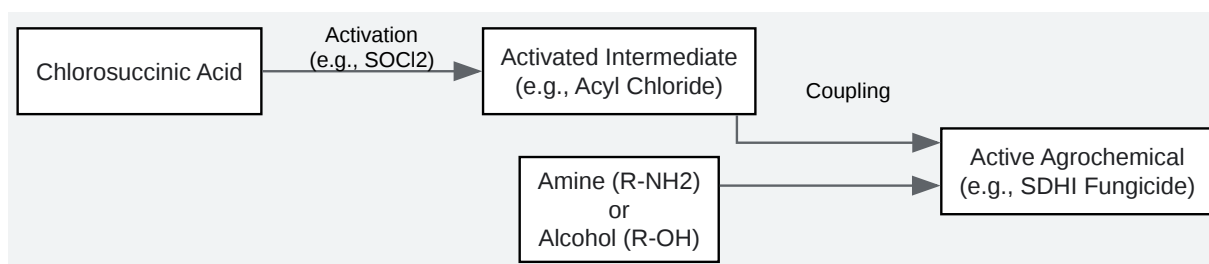 Chlorosuccinic Acid
Activation
(e.g., SOCl2)
Activated Intermediate
(e.g., Acyl Chloride)
Coupling
Amine (R-NH2)
or
Alcohol (R-OH)
Active Agrochemical
(e.g., SDHI Fungicide)